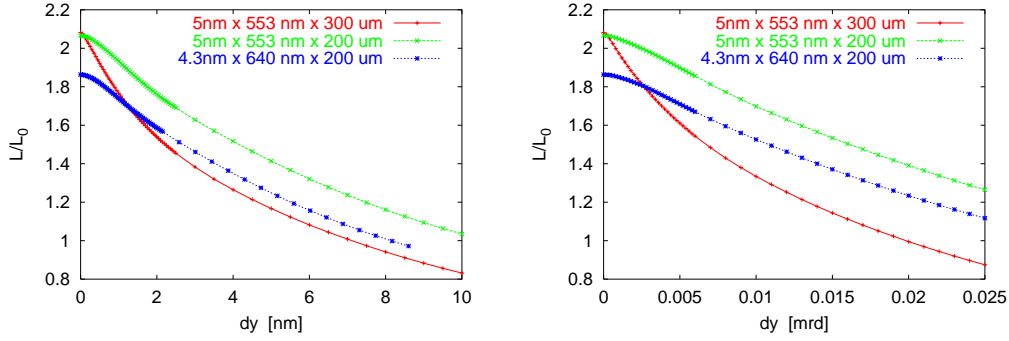 5nm x 553 nm x 300 um
5nm x 553 nm x 200 um
4.3nm x 640 nm x 200 um
2.2
2
1.8
1.6
1.4
1.2
1
0.8
L/L0
0 2 4 6 8 10
dy [nm]
5nm x 553 nm x 300 um
5nm x 553 nm x 200 um
4.3nm x 640 nm x 200 um
2.2
2
1.8
1.6
1.4
1.2
1
0.8
L/L0
0 0.005 0.01 0.015 0.02 0.025
dy [mrd]